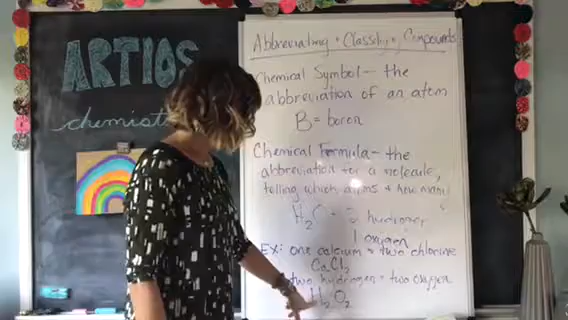 ARTIOS
chemistry
Abbreviating + Classifying Compounds
Chemical Symbol - the
abbreviation of an atom
B = boron
Chemical Formula - the
abbreviation for a molecule,
telling which atoms + how many
H₂O = 2 hydrogen
1 oxygen
EX: one calcium + two chlorine
CaCl₂
two hydrogen + two oxygen
H₂O₂